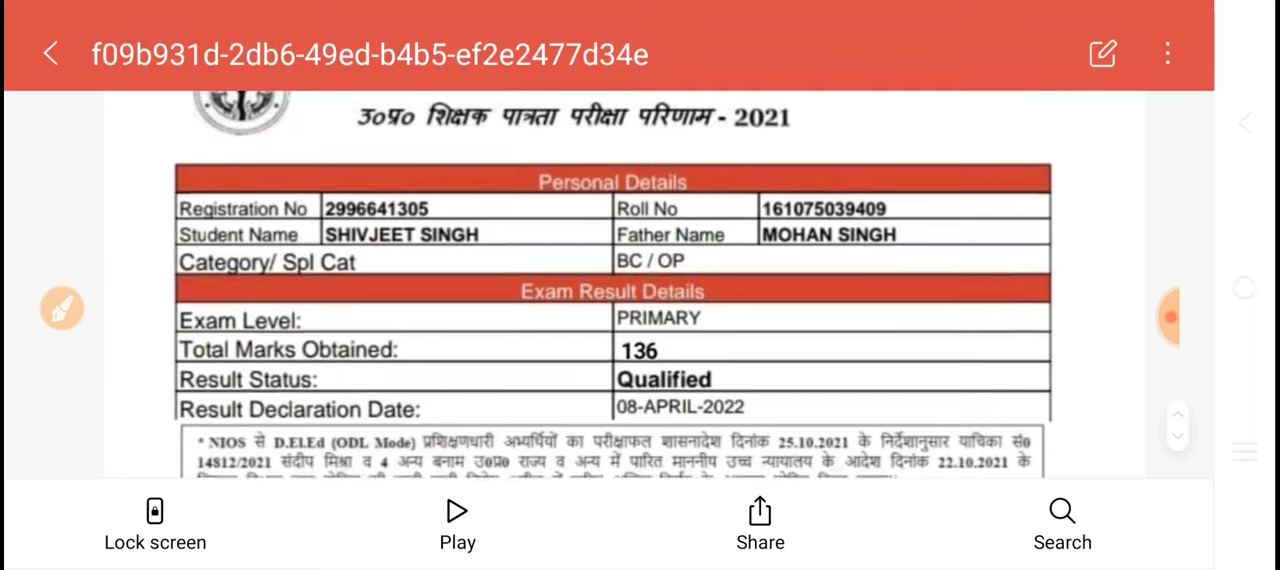 f09b931d-2db6-49ed-b4b5-ef2e2477d34e
उ०प्र० शिक्षक पात्रता परीक्षा परिणाम - 2021
Personal Details
Registration No 2996641305 Roll No 161075039409
Student Name SHIVJEET SINGH Father Name MOHAN SINGH
Category/ Spl Cat BC / OP
Exam Result Details
Exam Level: PRIMARY
Total Marks Obtained: 136
Result Status: Qualified
Result Declaration Date: 08-APRIL-2022
* NIOS से D.ELEd (ODL Mode) प्रशिक्षणधारी अभ्यर्थियों का परीक्षाफल शासनादेश दिनांक 25.10.2021 के निर्देशानुसार याचिका सं0
14812/2021 संदीप मिश्रा व 4 अन्य बनाम उ0प्र0 राज्य व अन्य में पारित माननीय उच्च न्यायालय के आदेश दिनांक 22.10.2021 के
Lock screen Play Share Search